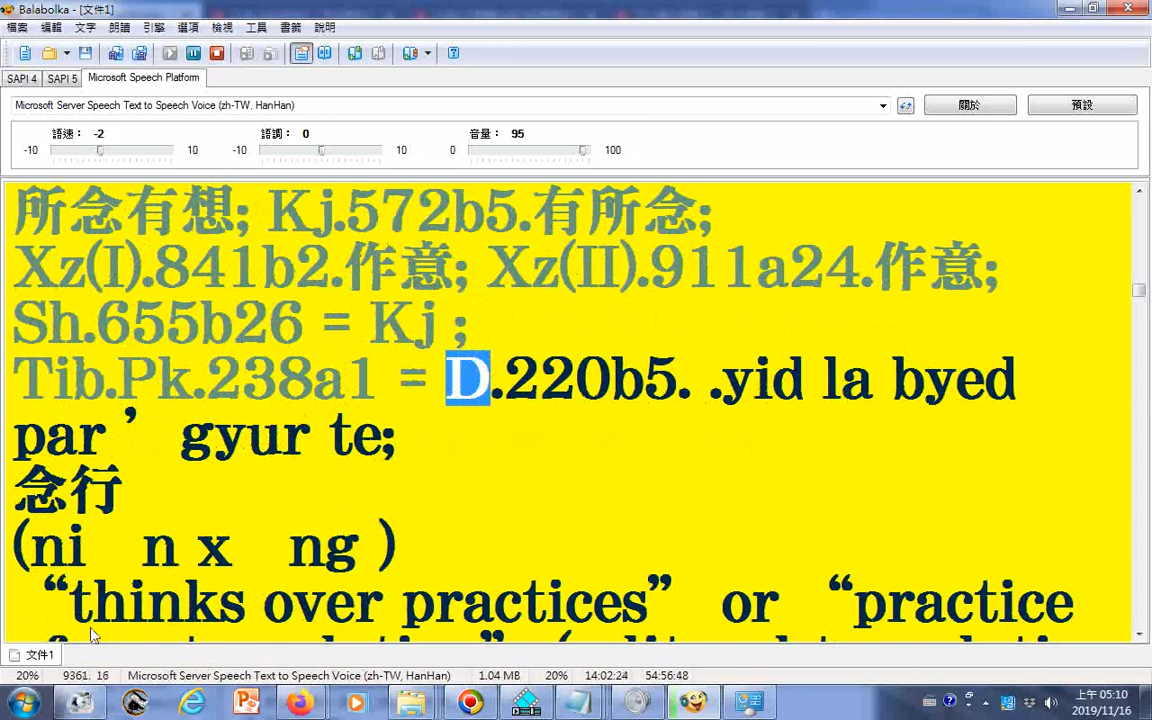 Balabolka - [文件1]
檔案 編輯 文字 朗讀 引擎 選項 檢視 工具 書籤 說明
SAPI 4 SAPI 5 Microsoft Speech Platform
Microsoft Server Speech Text to Speech Voice (zh-TW, HanHan) 關於 預設
語速： -2 語調： 0 音量： 95
-10 10 -10 10 0 100
所念有想; Kj.572b5.有所念;
Xz(I).841b2.作意; Xz(II).911a24.作意;
Sh.655b26 = Kj ;
Tib.Pk.238a1 = D.220b5. .yid la byed
par ’ gyur te;
念行
(ni n x ng )
“thinks over practices” or “practice
文件1
20% 9361. 16 Microsoft Server Speech Text to Speech Voice (zh-TW, HanHan) 1.04 MB 20% 14:02:24 54:56:48
上午 05:10
2019/11/16